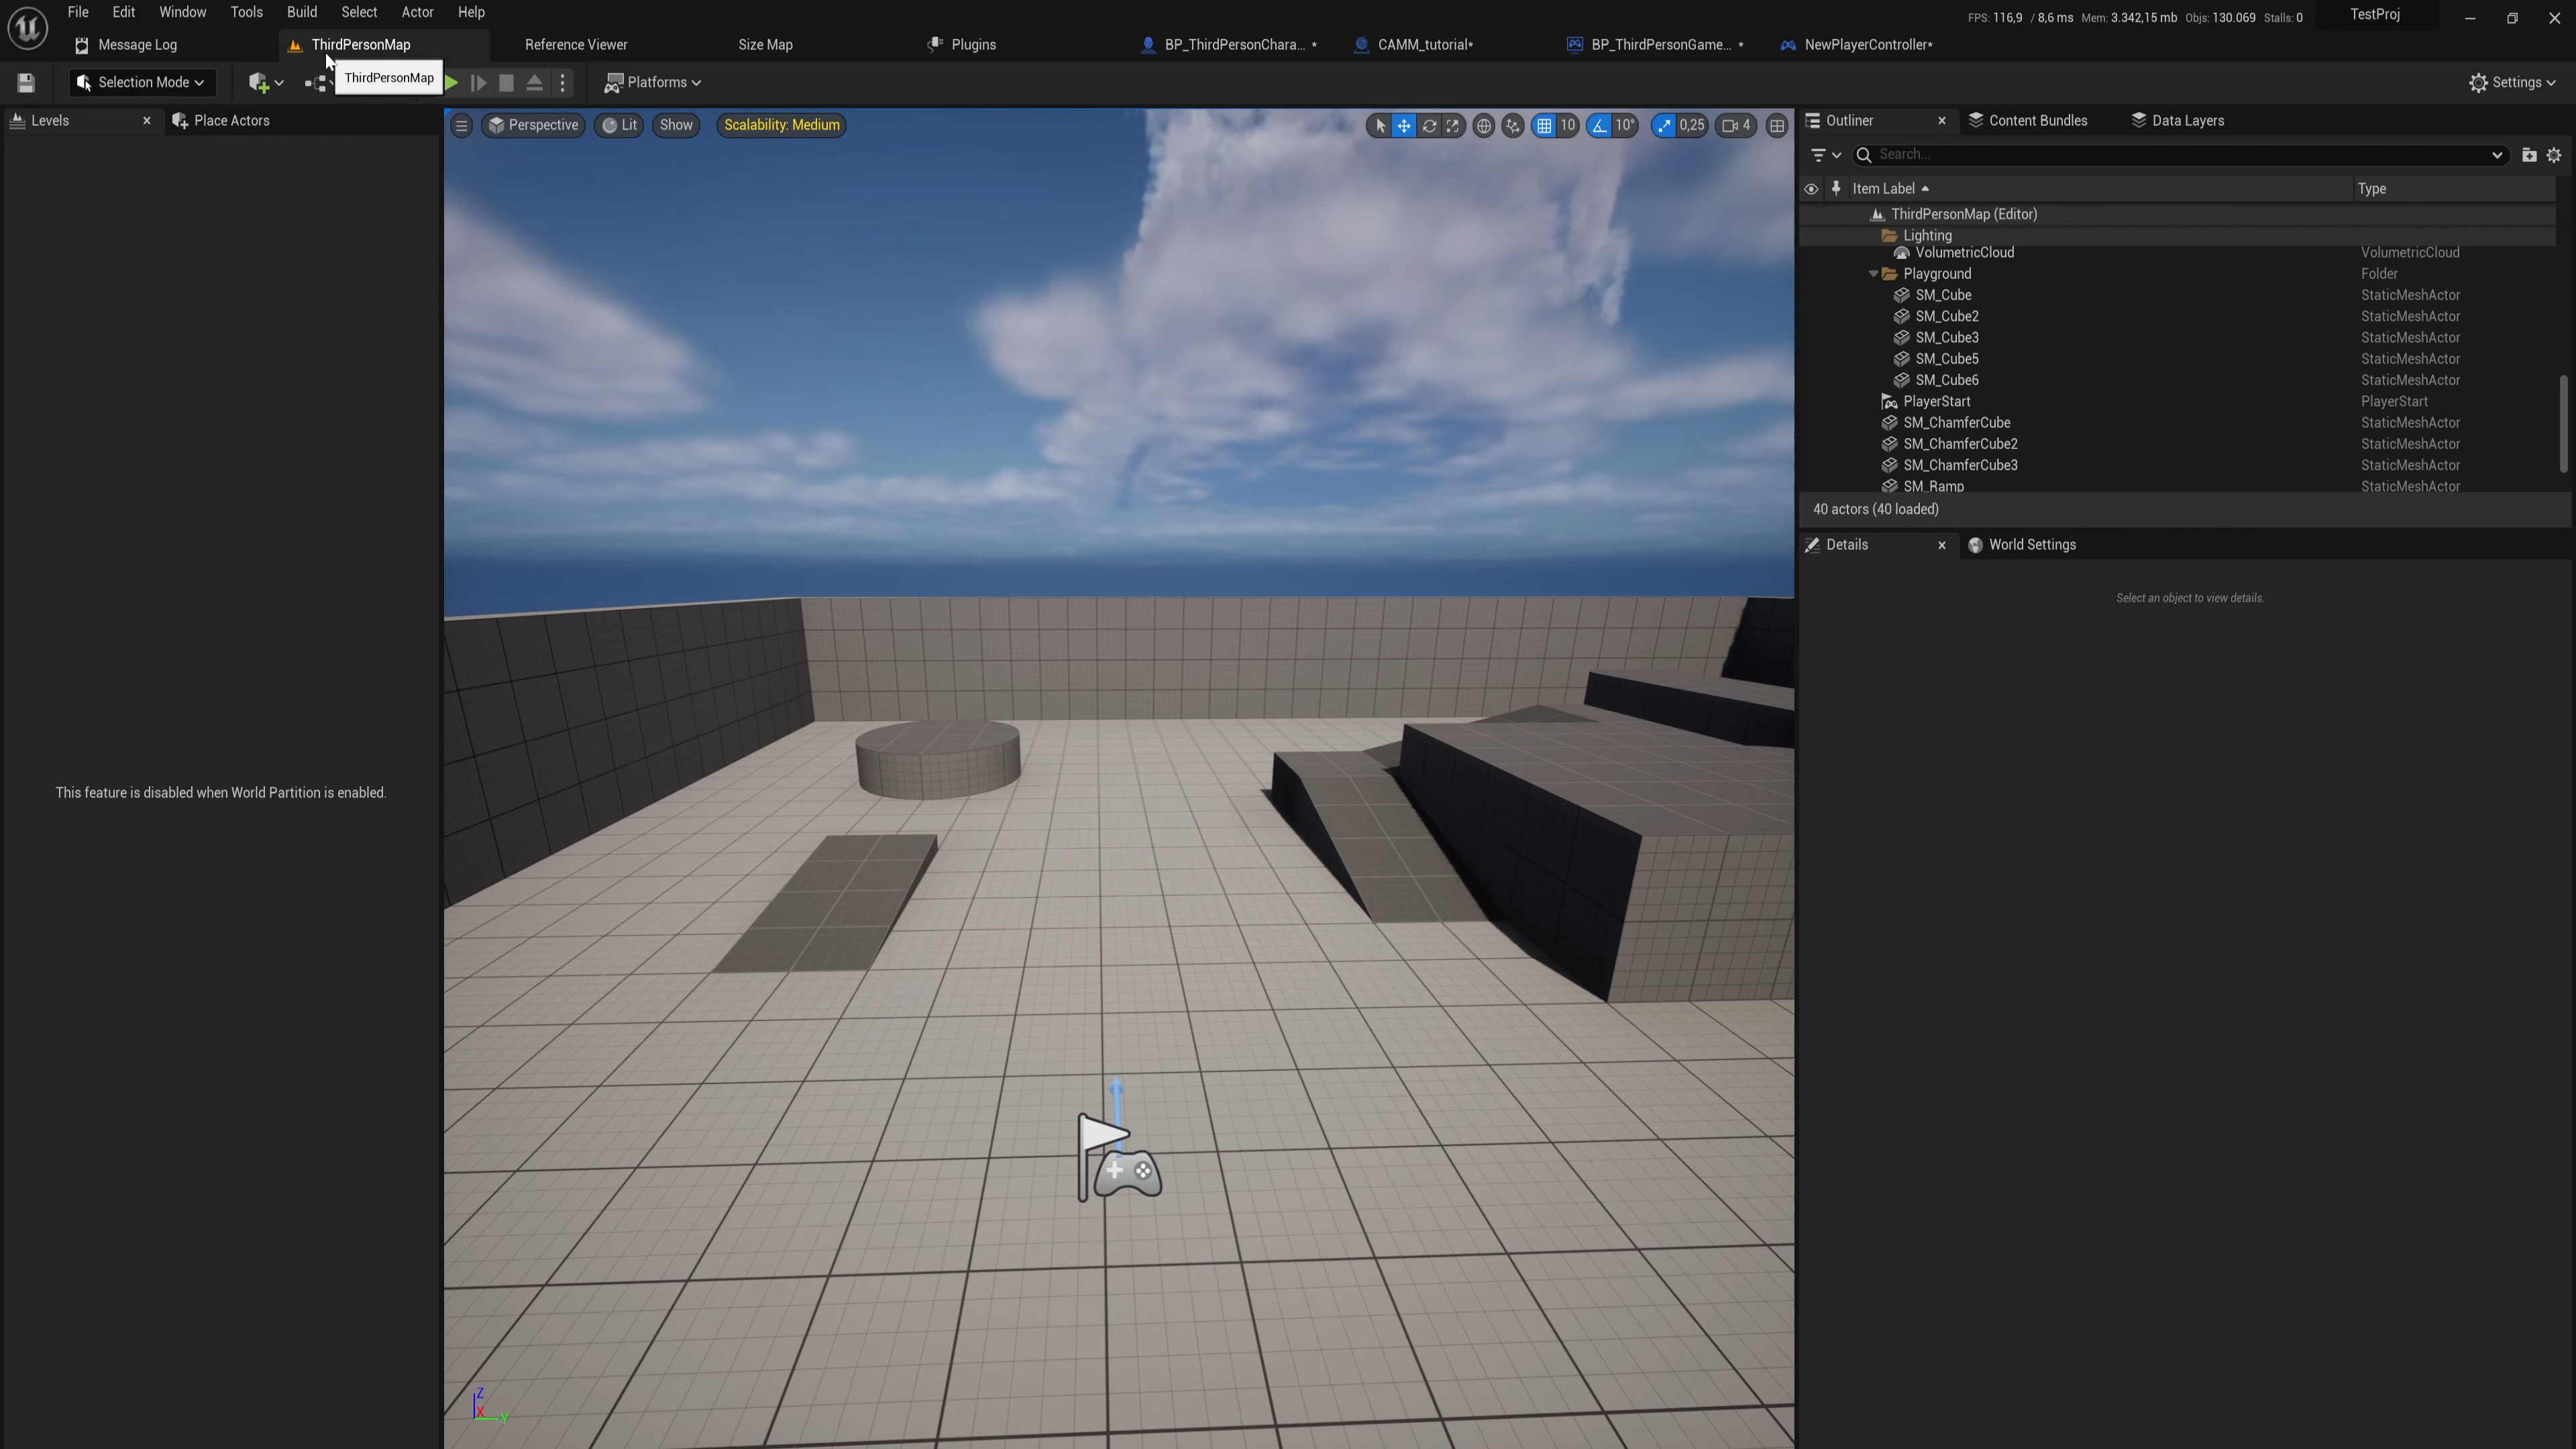 File Edit Window Tools Build Select Actor Help
FPS: 116,9 / 8,6 ms Mem: 3.342,15 mb Objs: 130.069 Stalls: 0 TestProj
Message Log ThirdPersonMap Reference Viewer Size Map Plugins BP_ThirdPersonChara... * CAMM_tutorial* BP_ThirdPersonGame... * NewPlayerController*
Selection Mode ThirdPersonMap Platforms Settings
Levels Place Actors
Perspective Lit Show Scalability: Medium 10 10° 0,25 4
Outliner Content Bundles Data Layers
Search...
Item Label Type
ThirdPersonMap (Editor)
Lighting
VolumetricCloud VolumetricCloud
Playground Folder
SM_Cube StaticMeshActor
SM_Cube2 StaticMeshActor
SM_Cube3 StaticMeshActor
SM_Cube5 StaticMeshActor
SM_Cube6 StaticMeshActor
PlayerStart PlayerStart
SM_ChamferCube StaticMeshActor
SM_ChamferCube2 StaticMeshActor
SM_ChamferCube3 StaticMeshActor
SM_Ramp StaticMeshActor
40 actors (40 loaded)
Details World Settings
Select an object to view details.
This feature is disabled when World Partition is enabled.
Z
X Y